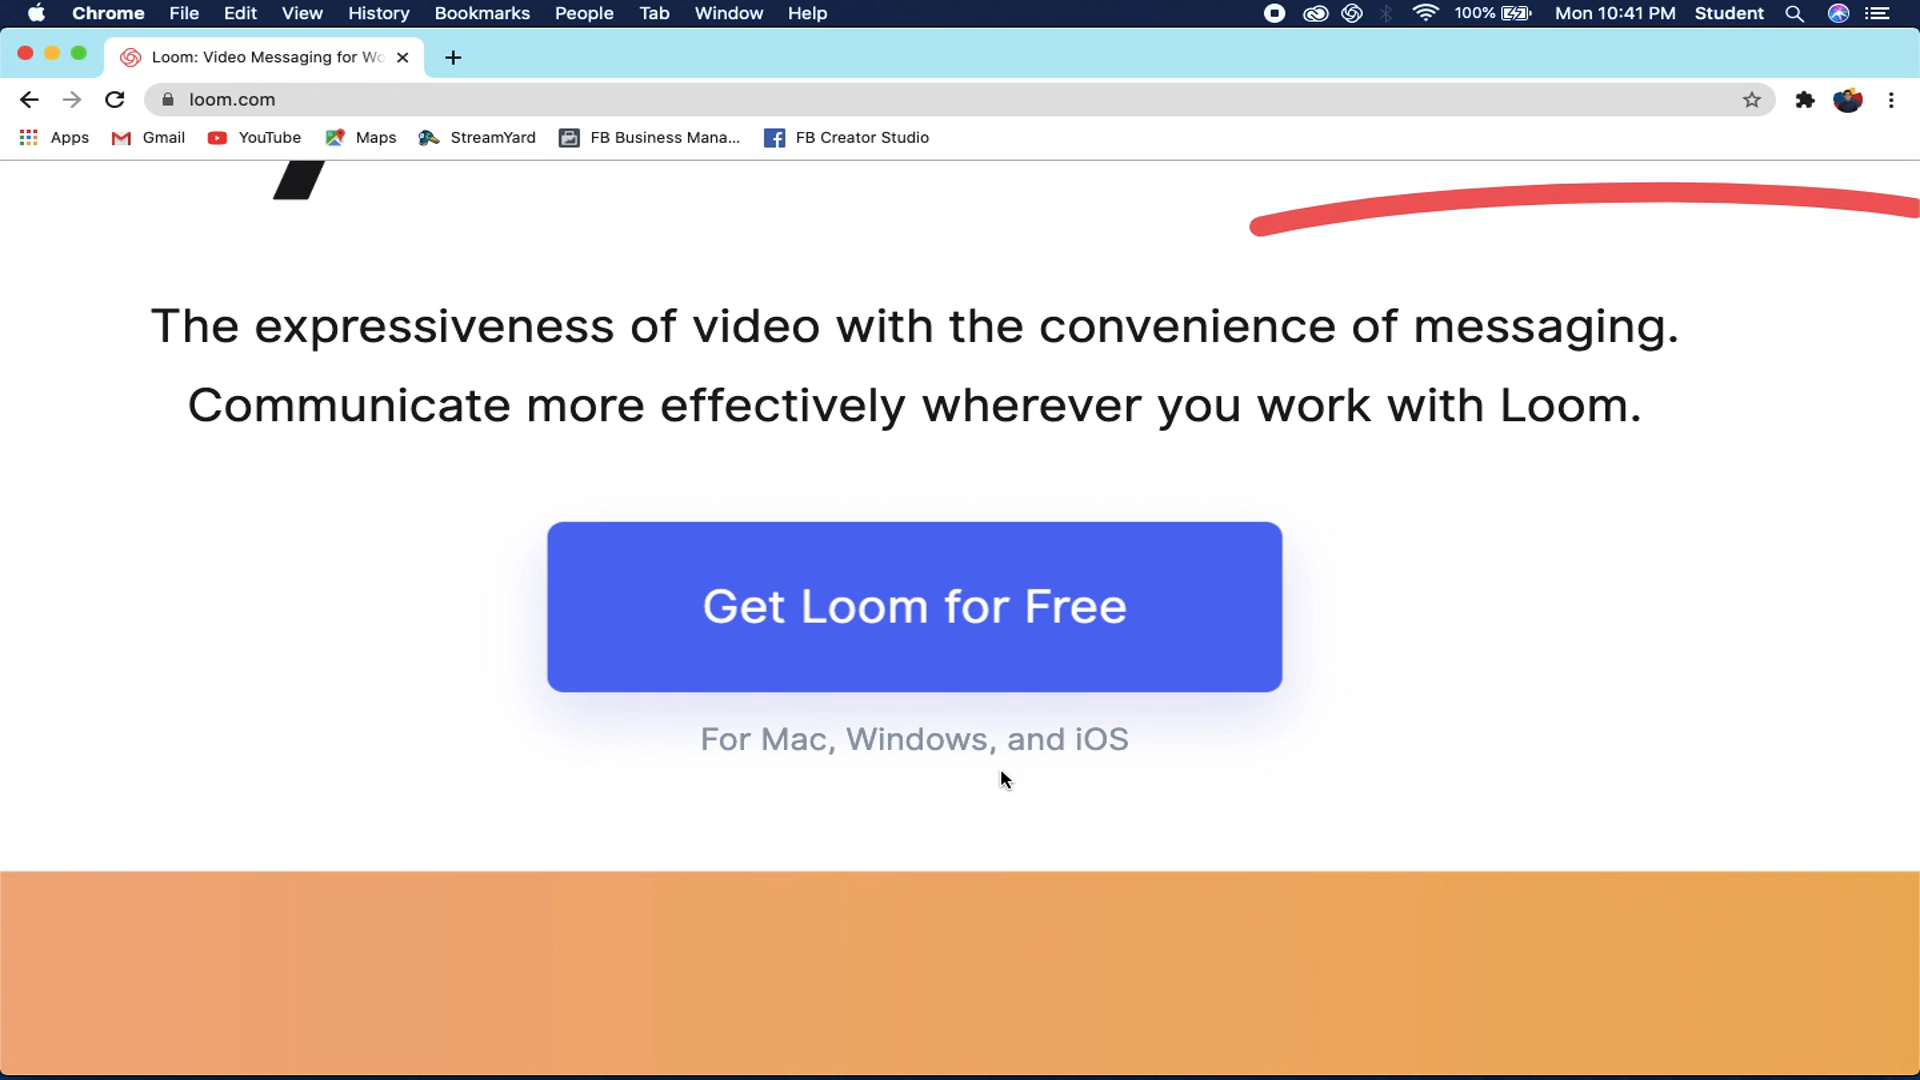 Chrome File Edit View History Bookmarks People Tab Window Help 100% Mon 10:41 PM Student
Loom: Video Messaging for Wo
loom.com
Apps Gmail YouTube Maps StreamYard FB Business Mana... FB Creator Studio
The expressiveness of video with the convenience of messaging.
Communicate more effectively wherever you work with Loom.
Get Loom for Free
For Mac, Windows, and iOS